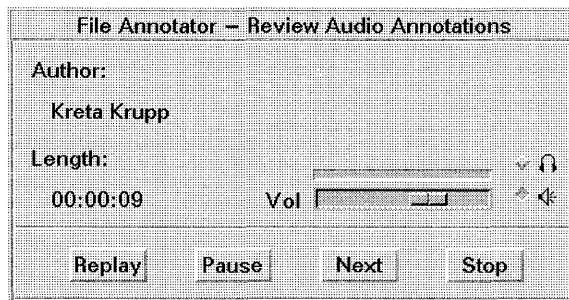 File Annotator – Review Audio Annotations
Author:
Kreta Krupp
Length:
00:00:09
Vol
Replay Pause Next Stop